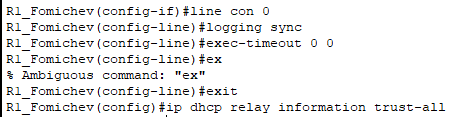 R1_Fomichev(config-if)#line con 0
R1_Fomichev(config-line)#logging sync
R1_Fomichev(config-line)#exec-timeout 0 0
R1_Fomichev(config-line)#ex
% Ambiguous command: "ex"
R1_Fomichev(config-line)#exit
R1_Fomichev(config)#ip dhcp relay information trust-all